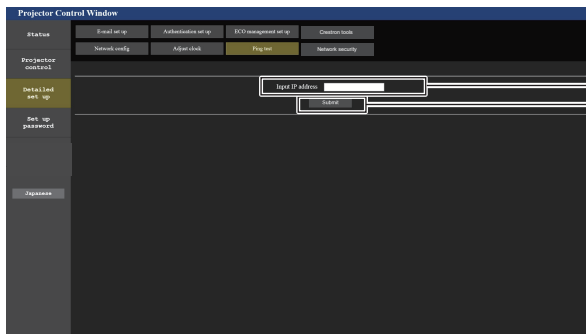 Projector Control Window
Status
E-mail set up
Authentication set up
ECO management set up
Crestron tools
Network config
Adjust clock
Ping test
Network security
Projector
control
Detailed
set up
Set up
password
Japanese
Input IP address
Submit